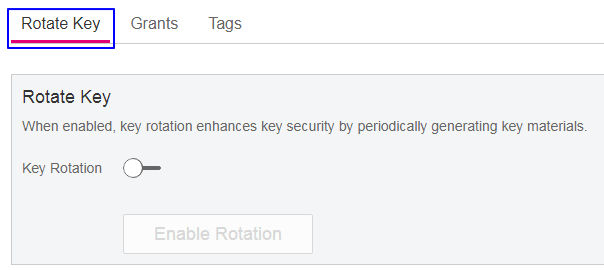 Rotate Key Grants Tags
Rotate Key
When enabled, key rotation enhances key security by periodically generating key materials.
Key Rotation
Enable Rotation